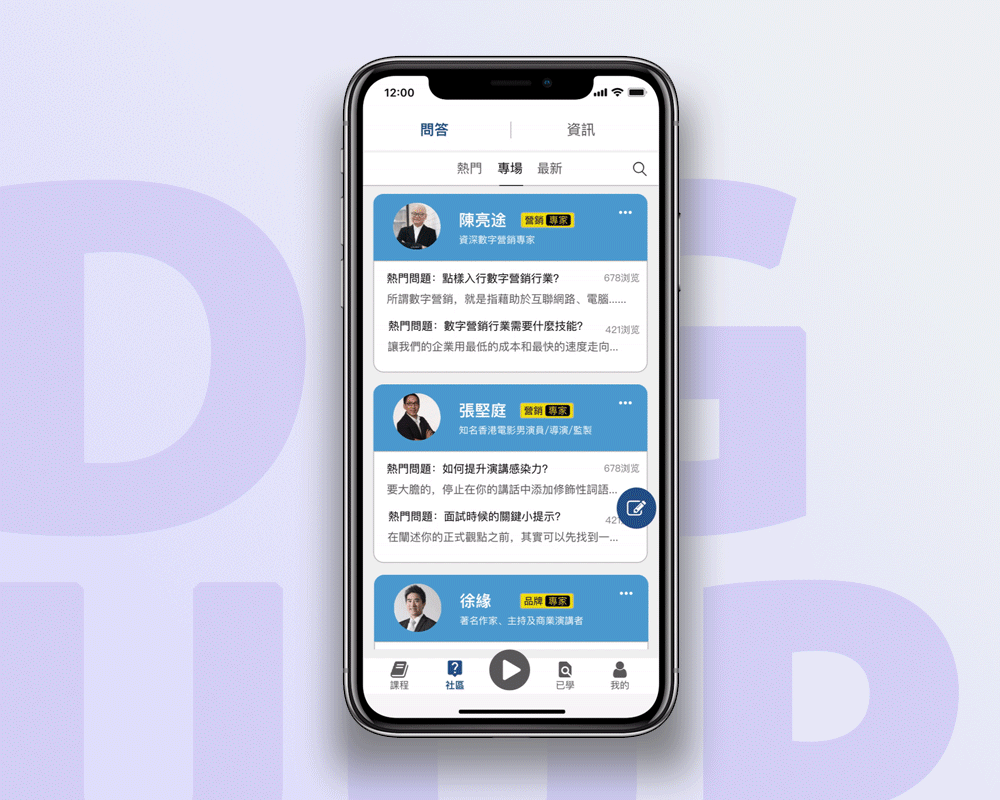 12:00
問答 資訊
熱門 專場 最新
陳亮途 營銷 專家
資深數字營銷專家
熱門問題：點樣入行數字營銷行業? 678浏览
所謂數字營銷，就是指藉助於互聯網路、電腦......
熱門問題：數字營銷行業需要什麼技能? 421浏览
讓我們的企業用最低的成本和最快的速度走向...
張堅庭 營銷 專家
知名香港電影男演員/導演/監製
熱門問題：如何提升演講感染力? 678浏览
要大膽的，停止在你的講話中添加修飾性詞語...
熱門問題：面試時候的關鍵小提示? 42
在闡述你的正式觀點之前，其實可以先找到一...
徐緣 品牌 專家
著名作家、主持及商業演講者
課程 社區 已學 我的